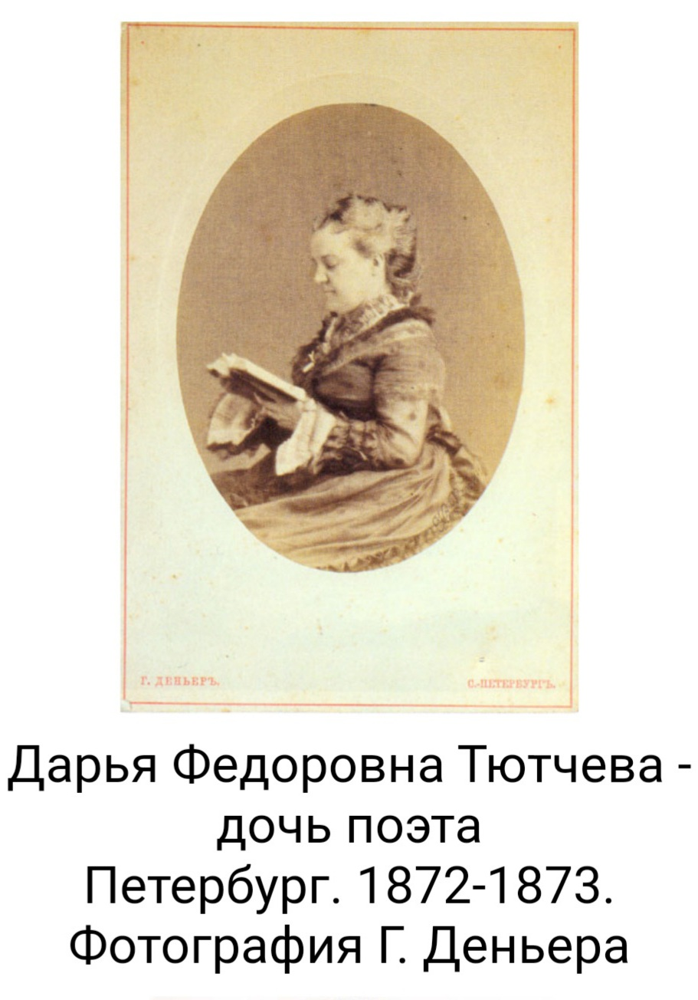 Г. ДЕНЬЕРЪ.
С.-ПЕТЕРБУРГЪ.
Дарья Федоровна Тютчева -
дочь поэта
Петербург. 1872-1873.
Фотография Г. Деньера